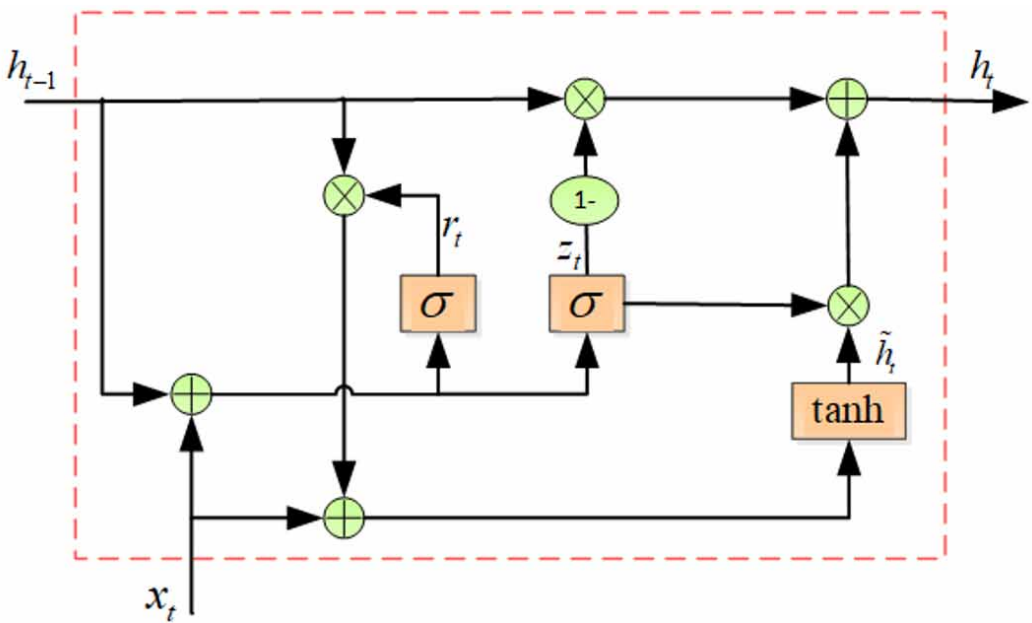 h_{t-1}
h_t
1-
r_t
z_t
σ
σ
h̃_t
tanh
x_t